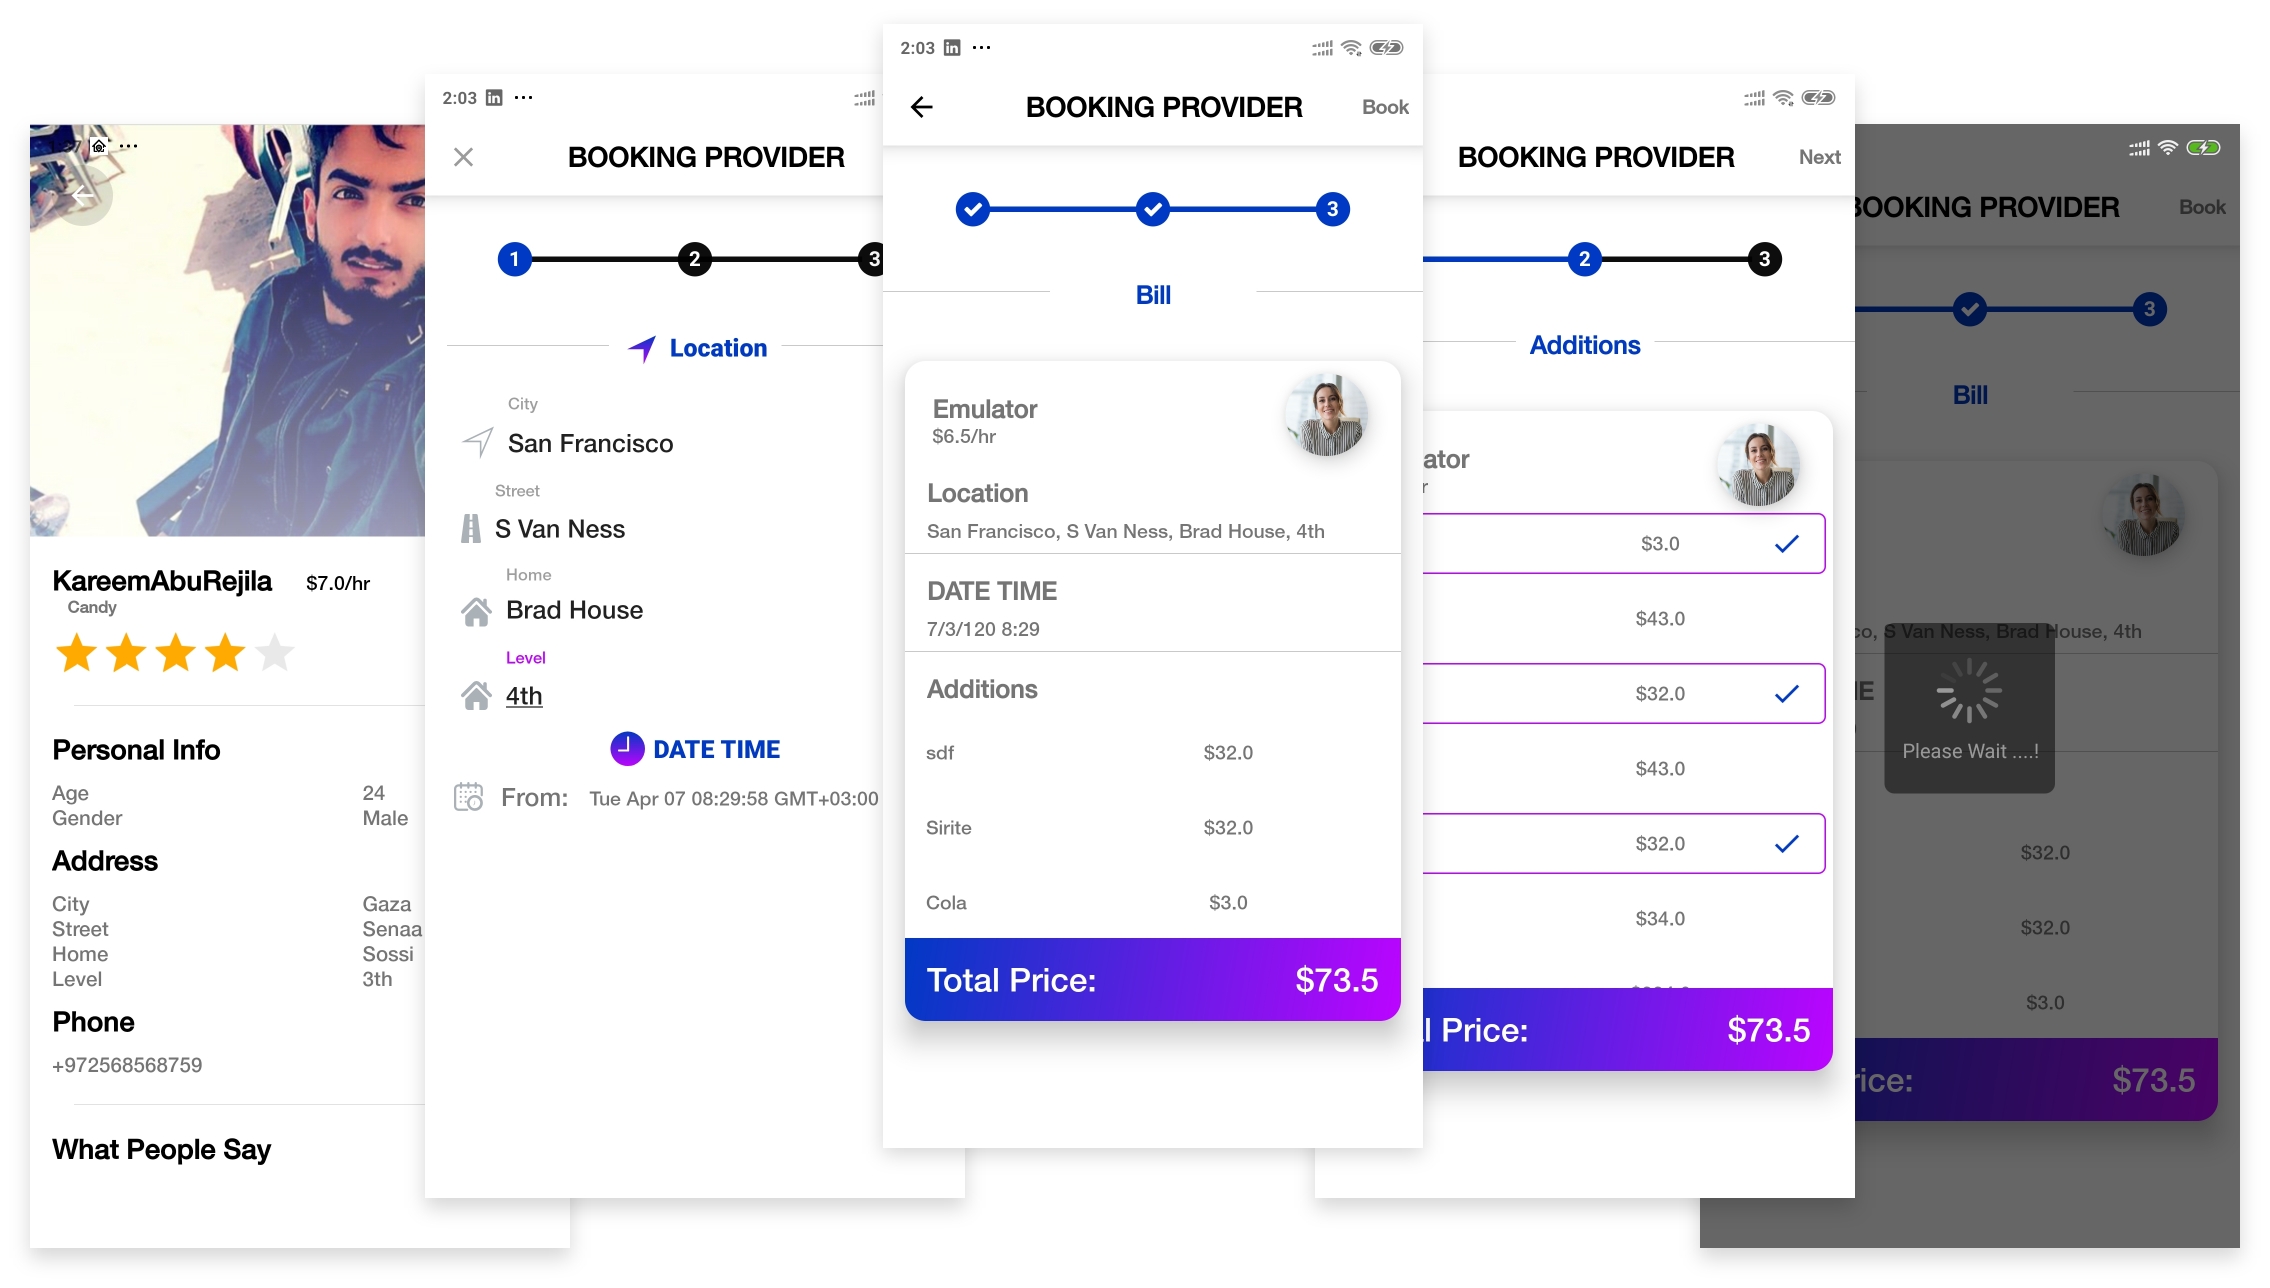 KareemAbuRejila $7.0/hr
Candy
Personal Info
Age 24
Gender Male
Address
City Gaza
Street Senaa
Home Sossi
Level 3th
Phone
+972568568759
What People Say
2:03
BOOKING PROVIDER
1 2 3
Location
City
San Francisco
Street
S Van Ness
Home
Brad House
Level
4th
DATE TIME
From: Tue Apr 07 08:29:58 GMT+03:00
2:03 in
BOOKING PROVIDER Book
3
Bill
Emulator
$6.5/hr
Location
San Francisco, S Van Ness, Brad House, 4th
DATE TIME
7/3/120 8:29
Additions
sdf $32.0
Sirite $32.0
Cola $3.0
Total Price: $73.5
BOOKING PROVIDER Next
2 3
Additions
ator
r
$3.0
$43.0
$32.0
$43.0
$32.0
$34.0
l Price: $73.5
BOOKING PROVIDER Book
3
Bill
co, S Van Ness, Brad House, 4th
ME
Please Wait ....!
$32.0
$32.0
$3.0
rice: $73.5